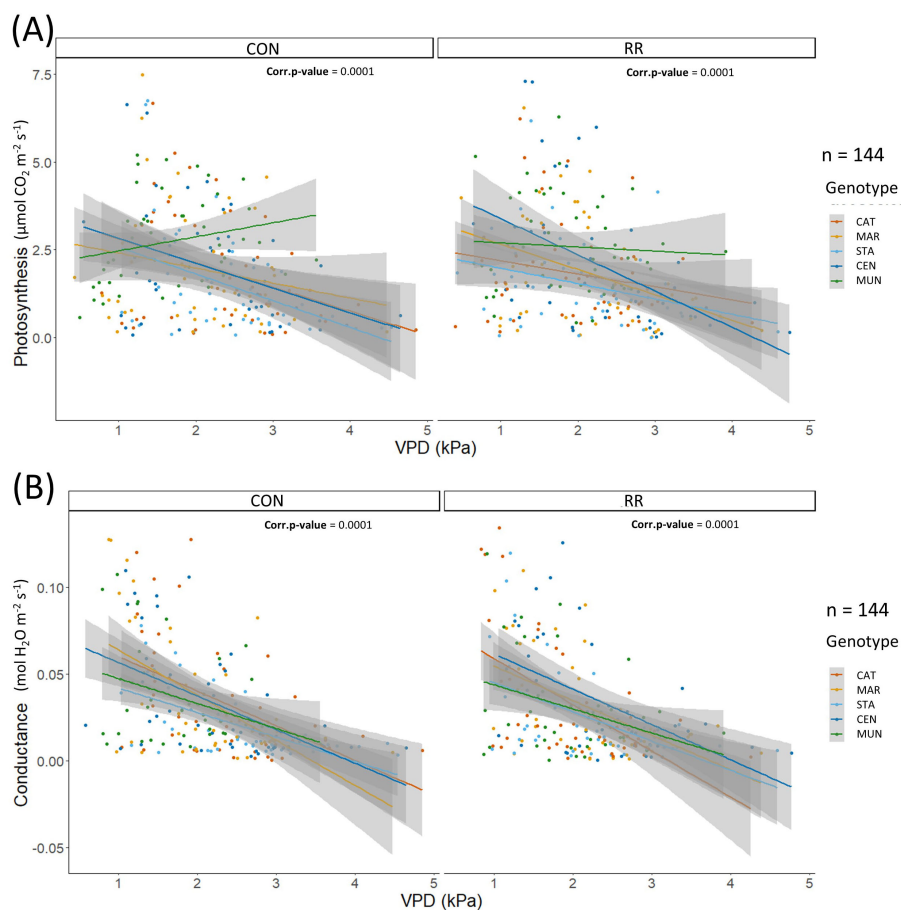 (A)
CON
RR
Corr.p-value = 0.0001
Corr.p-value = 0.0001
Photosynthesis (μmol CO₂ m⁻² s⁻¹)
7.5
5.0
2.5
0.0
1 2 3 4 5
1 2 3 4 5
VPD (kPa)
n = 144
Genotype
CAT
MAR
STA
CEN
MUN
(B)
CON
RR
Corr.p-value = 0.0001
Corr.p-value = 0.0001
Conductance (mol H₂O m⁻² s⁻¹)
0.10
0.05
0.00
-0.05
1 2 3 4 5
1 2 3 4 5
VPD (kPa)
n = 144
Genotype
CAT
MAR
STA
CEN
MUN